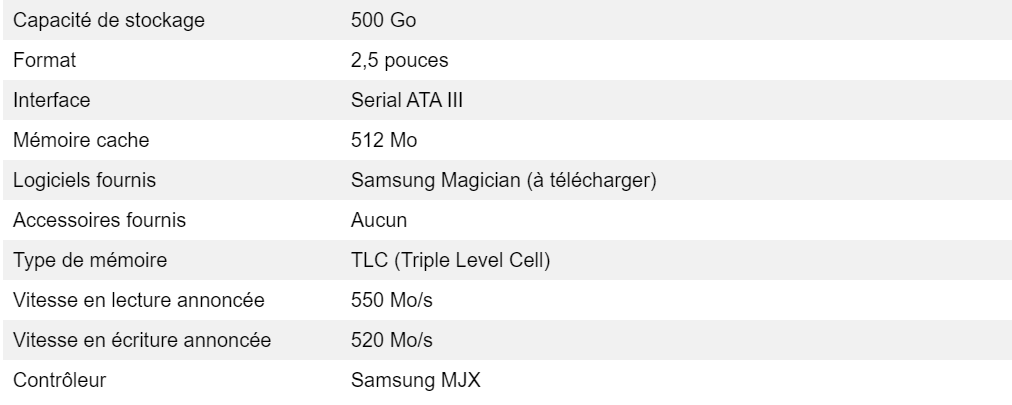 Capacité de stockage 500 Go
Format 2,5 pouces
Interface Serial ATA III
Mémoire cache 512 Mo
Logiciels fournis Samsung Magician (à télécharger)
Accessoires fournis Aucun
Type de mémoire TLC (Triple Level Cell)
Vitesse en lecture annoncée 550 Mo/s
Vitesse en écriture annoncée 520 Mo/s
Contrôleur Samsung MJX